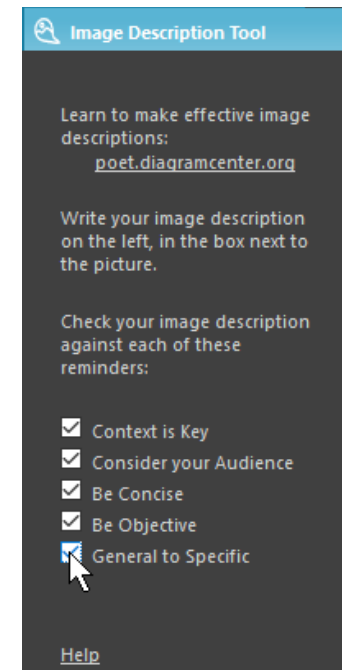 Image Description Tool
Learn to make effective image
descriptions:
poet.diagramcenter.org
Write your image description
on the left, in the box next to
the picture.
Check your image description
against each of these
reminders:
Context is Key
Consider your Audience
Be Concise
Be Objective
General to Specific
Help